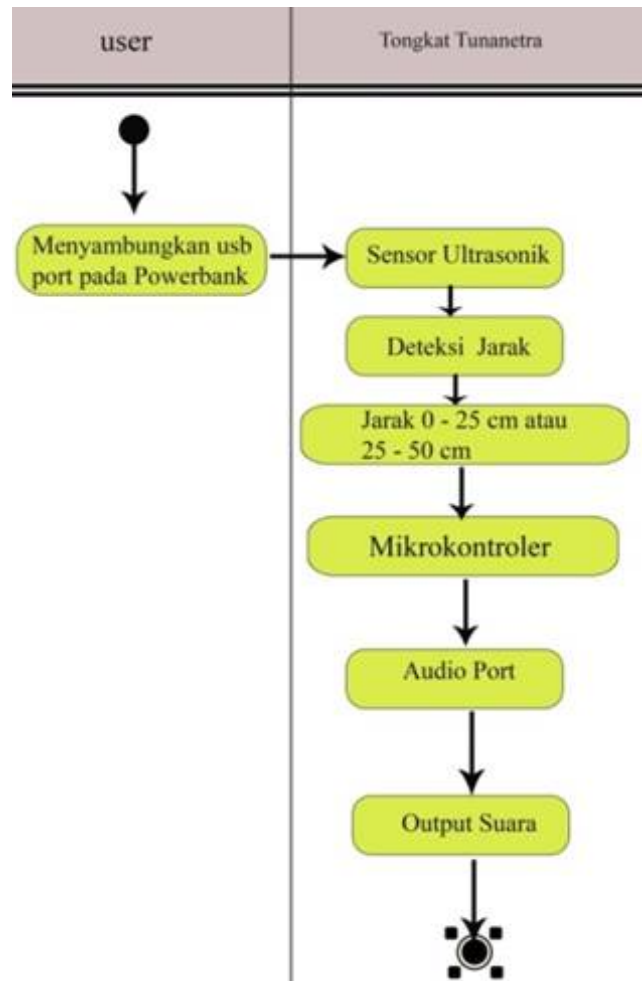 user
Tongkat Tunanetra
Menyambungkan usb
port pada Powerbank
Sensor Ultrasonik
Deteksi Jarak
Jarak 0 - 25 cm atau
25 - 50 cm
Mikrokontroler
Audio Port
Output Suara